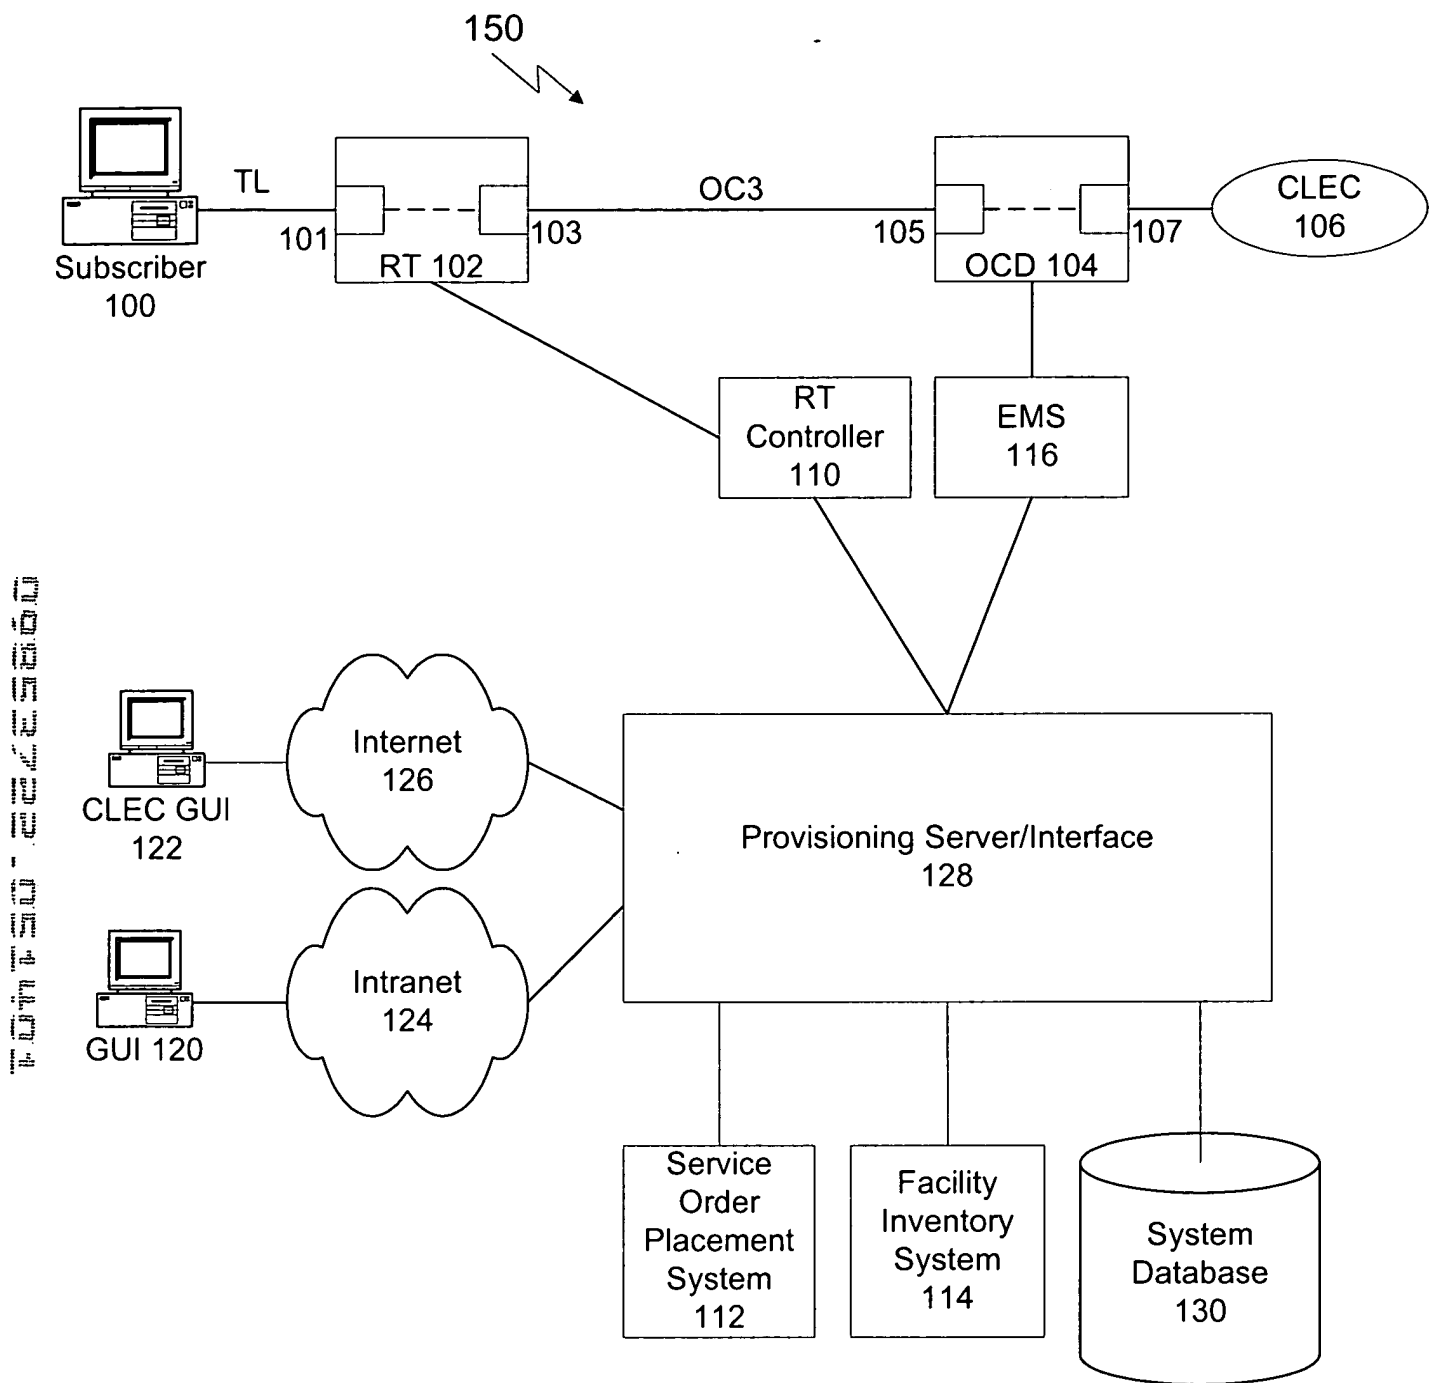 150
TL
OC3
CLEC
106
101
103
105
107
RT 102
OCD 104
Subscriber
100
RT
Controller
110
EMS
116
Internet
126
CLEC GUI
122
Provisioning Server/Interface
128
Intranet
124
GUI 120
Service
Order
Placement
System
112
Facility
Inventory
System
114
System
Database
130